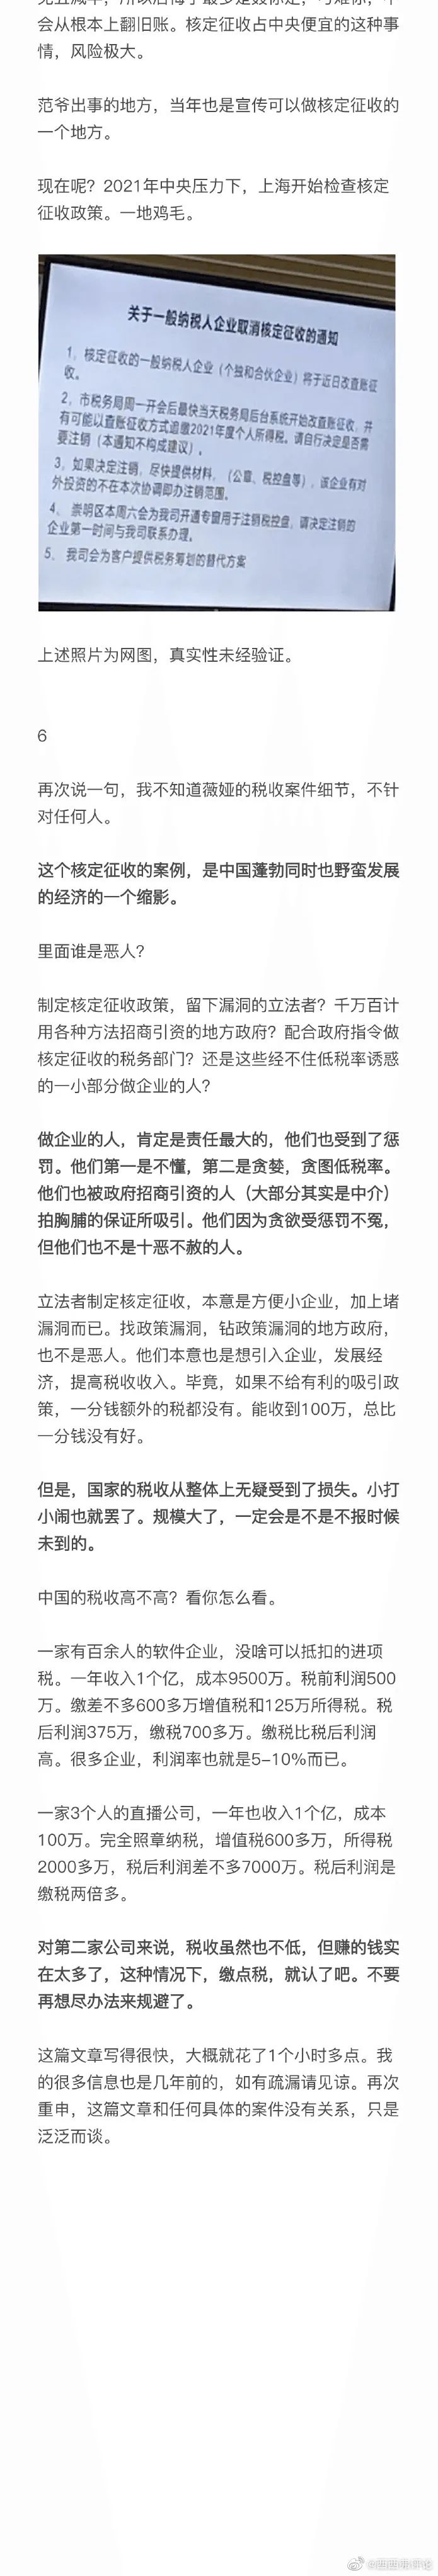 会从根本上翻旧账。核定征收占中央便宜的这种事
情，风险极大。
范爷出事的地方，当年也是宣传可以做核定征收的
一个地方。
现在呢？2021年中央压力下，上海开始检查核定
征收政策。一地鸡毛。
关于一般纳税人企业取消核定征收的通知
1，核定征收的一般纳税人企业（个独和合伙企业）将于近日改查账征
收。
2，市税务局周一开会后最快当天税务局后台系统开始改查账征收，并
有可能以查账征收方式追缴2021年度个人所得税。请自行决定是否需
要注销（本通知不构成建议）。
3，如果决定注销，尽快提供材料，（公章、税控盘等），该企业有对
外投资的不在本次协调即办注销范围。
4、 崇明区本周六会为我司开通专窗用于注销税控盘，请决定注销的
企业第一时间与我司联系办理。
5、 我司会为客户提供税务筹划的替代方案
上述照片为网图，真实性未经验证。
6
再次说一句，我不知道薇娅的税收案件细节，不针
对任何人。
这个核定征收的案例，是中国蓬勃同时也野蛮发展
的经济的一个缩影。
里面谁是恶人？
制定核定征收政策，留下漏洞的立法者？千万百计
用各种方法招商引资的地方政府？配合政府指令做
核定征收的税务部门？还是这些经不住低税率诱惑
的一小部分做企业的人？
做企业的人，肯定是责任最大的，他们也受到了惩
罚。他们第一是不懂，第二是贪婪，贪图低税率。
他们也被政府招商引资的人（大部分其实是中介）
拍胸脯的保证所吸引。他们因为贪欲受惩罚不冤，
但他们也不是十恶不赦的人。
立法者制定核定征收，本意是方便小企业，加上堵
漏洞而已。找政策漏洞，钻政策漏洞的地方政府，
也不是恶人。他们本意也是想引入企业，发展经
济，提高税收收入。毕竟，如果不给有利的吸引政
策，一分钱额外的税都没有。能收到100万，总比
一分钱没有好。
但是，国家的税收从整体上无疑受到了损失。小打
小闹也就罢了。规模大了，一定会是不是不报时候
未到的。
中国的税收高不高？看你怎么看。
一家有百余人的软件企业，没啥可以抵扣的进项
税。一年收入1个亿，成本9500万。税前利润500
万。缴差不多600多万增值税和125万所得税。税
后利润375万，缴税700多万。缴税比税后利润
高。很多企业，利润率也就是5-10%而已。
一家3个人的直播公司，一年也收入1个亿，成本
100万。完全照章纳税，增值税600多万，所得税
2000多万，税后利润差不多7000万。税后利润是
缴税两倍多。
对第二家公司来说，税收虽然也不低，但赚的钱实
在太多了，这种情况下，缴点税，就认了吧。不要
再想尽办法来规避了。
这篇文章写得很快，大概就花了1个小时多点。我
的很多信息也是几年前的，如有疏漏请见谅。再次
重申，这篇文章和任何具体的案件没有关系，只是
泛泛而谈。